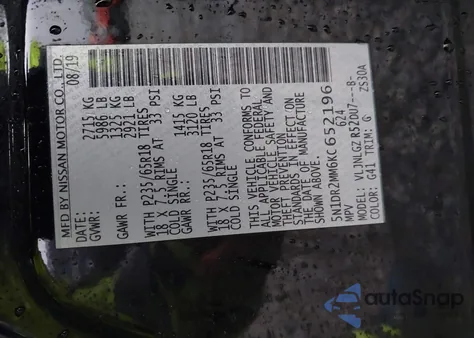 MFD BY NISSAN MOTOR CO., LTD.
DATE: 08/19
GVWR: 2715 KG
5986 LB
GAWR FR: 1325 KG
2921 LB
WITH P235/65R18 TIRES
18 X 7.5 RIMS AT 33 PSI
COLD SINGLE
GAWR RR: 1415 KG
3120 LB
WITH P235/65R18 TIRES
18 X 7.5 RIMS AT 33 PSI
COLD SINGLE
THIS VEHICLE CONFORMS TO
ALL APPLICABLE FEDERAL
MOTOR VEHICLE SAFETY AND
THEFT PREVENTION
STANDARDS IN EFFECT ON
THE DATE OF MANUFACTURE
SHOWN ABOVE.
5N1DR2MM6KC652196
MPV 6247
MODEL: VLJNLGZ R52DU7---B-
COLOR: G41 TRIM: G ZS30A
autoSnap